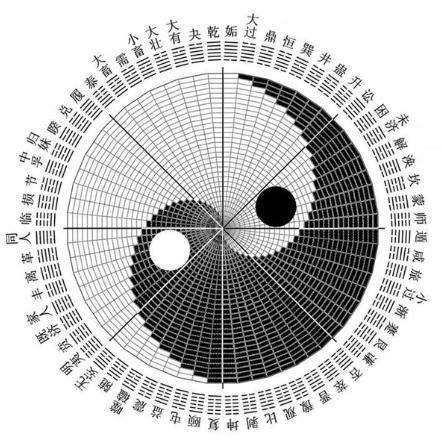 乾
姤
大过
鼎
恒
巽
井
蛊
升
讼
困
未济
解
涣
坎
蒙
师
遁
咸
旅
小过
渐
蹇
艮
谦
否
萃
晋
豫
观
比
剥
坤
复
颐
屯
益
震
噬嗑
随
无妄
明夷
贲
既济
家人
丰
离
革
同人
临
损
节
中孚
归妹
睽
兑
履
泰
大畜
需
小畜
大壮
大有
夬